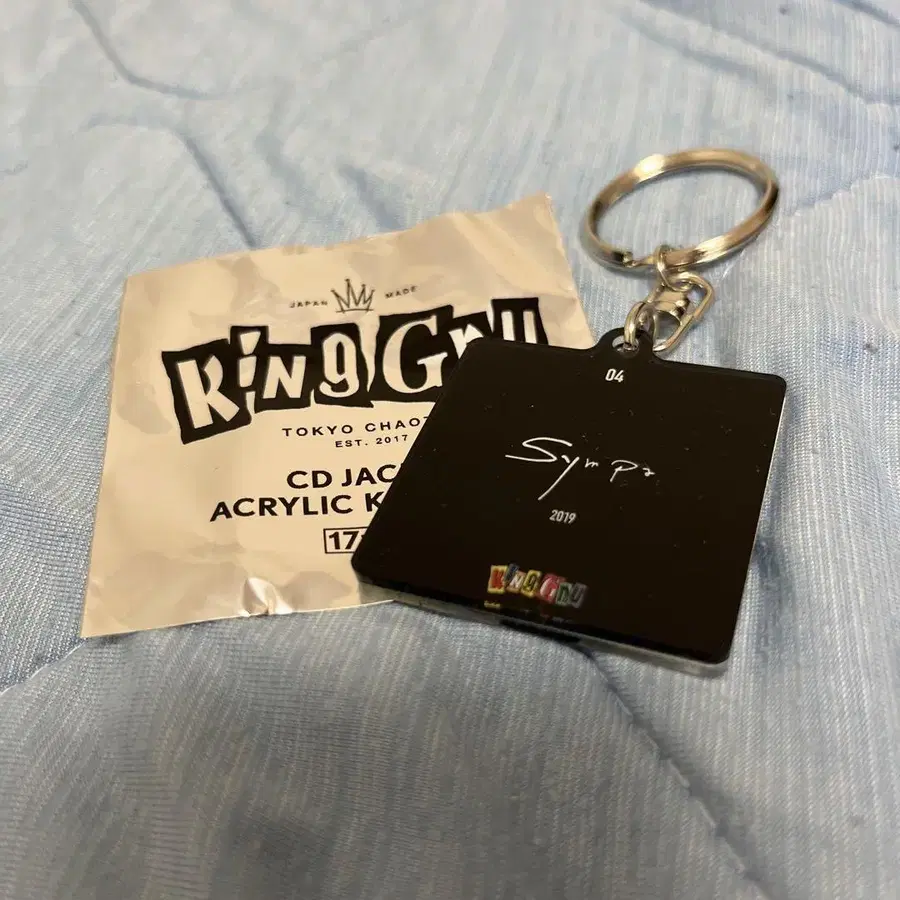 JAPAN MADE
King Gnu
TOKYO CHAOT
EST. 2017
CD JAC
ACRYLIC K
17
04
Sympa
2019
King Gnu